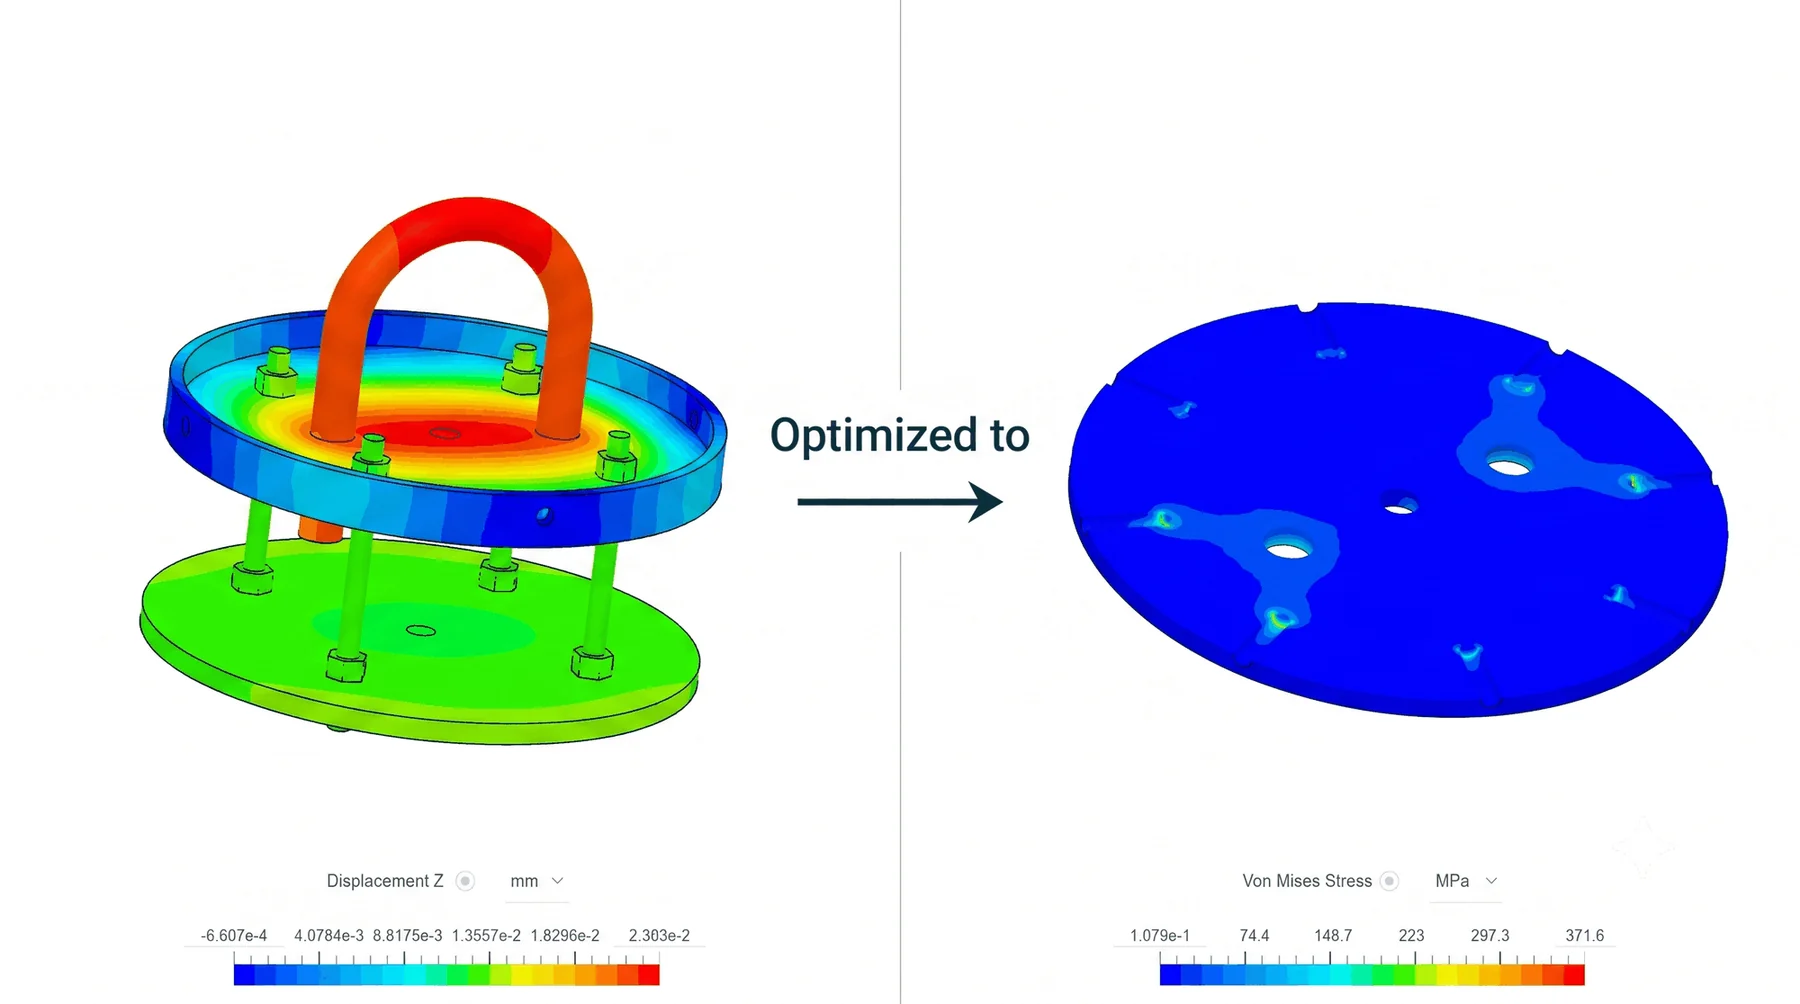 Optimized to
Displacement Z mm
-6.607e-4 4.0784e-3 8.8175e-3 1.3557e-2 1.8296e-2 2.303e-2
Von Mises Stress MPa
1.079e-1 74.4 148.7 223 297.3 371.6